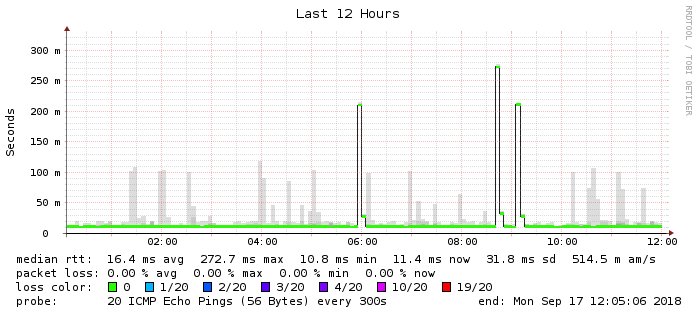 Last 12 Hours
RRDTOOL / TOBI OETIKER
Seconds
300 m
250 m
200 m
150 m
100 m
50 m
0
02:00 04:00 06:00 08:00 10:00 12:00
median rtt: 16.4 ms avg 272.7 ms max 10.8 ms min 11.4 ms now 31.8 ms sd 514.5 m am/s
packet loss: 0.00 % avg 0.00 % max 0.00 % min 0.00 % now
loss color: 0 1/20 2/20 3/20 4/20 10/20 19/20
probe: 20 ICMP Echo Pings (56 Bytes) every 300s end: Mon Sep 17 12:05:06 2018